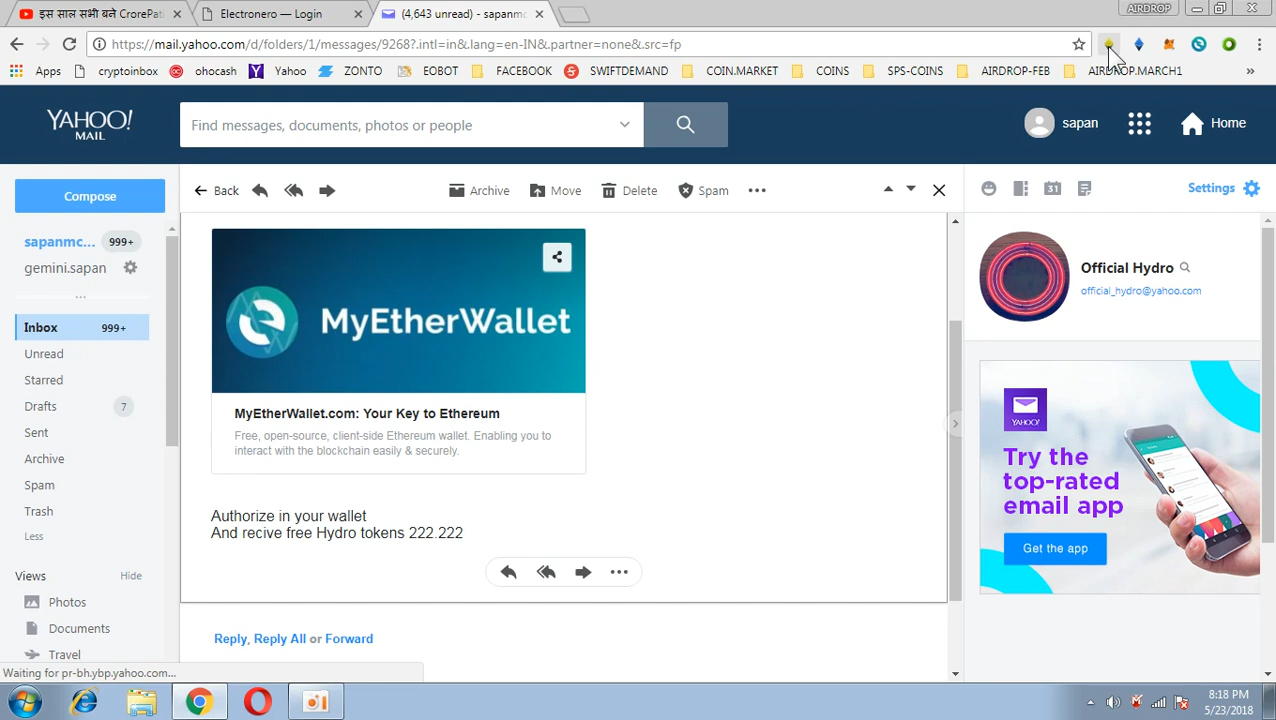 इस साल सभी बने CrorePati
Electronero — Login
(4,643 unread) - sapanmc
AIRDROP
https://mail.yahoo.com/d/folders/1/messages/9268?.intl=in&.lang=en-IN&.partner=none&.src=fp
Apps
cryptoinbox
ohocash
Yahoo
ZONTO
EOBOT
FACEBOOK
SWIFTDEMAND
COIN.MARKET
COINS
SPS-COINS
AIRDROP-FEB
AIRDROP.MARCH1
»
YAHOO!
MAIL
Find messages, documents, photos or people
sapan
Home
Compose
sapanmc... 999+
gemini.sapan
...
Inbox 999+
Unread
Starred
Drafts 7
Sent
Archive
Spam
Trash
Less
Views Hide
Photos
Documents
Travel
Back
Archive
Move
Delete
Spam
MyEtherWallet
MyEtherWallet.com: Your Key to Ethereum
Free, open-source, client-side Ethereum wallet. Enabling you to
interact with the blockchain easily & securely.
Authorize in your wallet
And recive free Hydro tokens 222.222
Reply, Reply All or Forward
31
Settings
Official Hydro
official_hydro@yahoo.com
YAHOO!
Try the
top-rated
email app
Get the app
Waiting for pr-bh.ybp.yahoo.com...
8:18 PM
5/23/2018